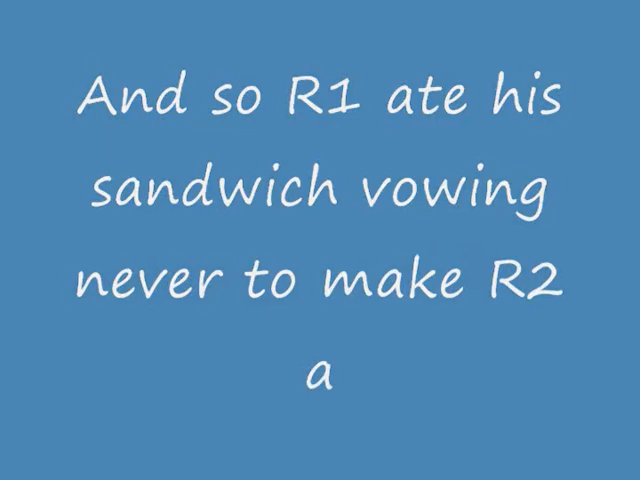 And so R1 ate his
sandwich vowing
never to make R2
a